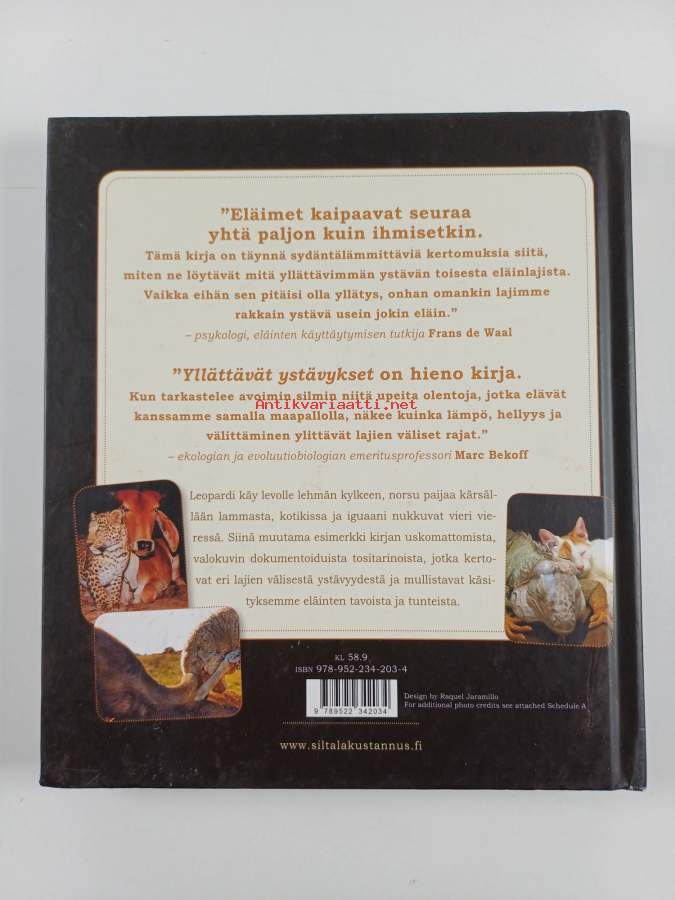 ”Eläimet kaipaavat seuraa
yhtä paljon kuin ihmisetkin.
Tämä kirja on täynnä sydäntälämmittäviä kertomuksia siitä,
miten ne löytävät mitä yllättävimmän ystävän toisesta eläinlajista.
Vaikka eihän sen pitäisi olla yllätys, onhan omankin lajimme
rakkain ystävä usein jokin eläin.”
– psykologi, eläinten käyttäytymisen tutkija Frans de Waal
”Yllättävät ystävykset on hieno kirja.
Kun tarkastelee avoimin silmin niitä upeita olentoja, jotka elävät
Antikvariaatti.net
kanssamme samalla maapallolla, näkee kuinka lämpö, hellyys ja
välittäminen ylittävät lajien väliset rajat.”
– ekologian ja evoluutiobiologian emeritusprofessori Marc Bekoff
Leopardi käy levolle lehmän kylkeen, norsu paijaa kärsäl-
lään lammasta, kotikissa ja iguaani nukkuvat vieri vie-
ressä. Siinä muutama esimerkki kirjan uskomattomista,
valokuvin dokumentoiduista tositarinoista, jotka kerto-
vat eri lajien välisestä ystävyydestä ja mullistavat käsi-
tyksemme eläinten tavoista ja tunteista.
KL 58.9
ISBN 978-952-234-203-4
9 789522 342034
Design by Raquel Jaramillo
For additional photo credits see attached Schedule A
www.siltalakustannus.fi